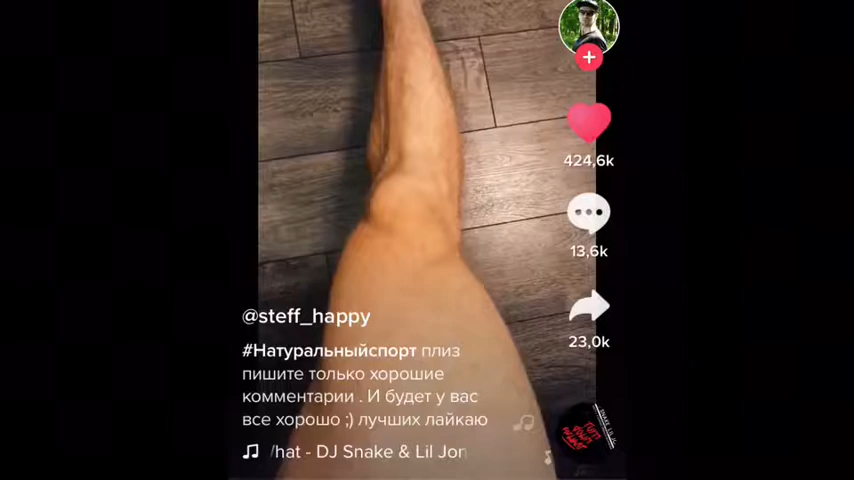 424,6k
13,6k
23,0k
@steff_happy
#Натуральныйспорт плиз
пишите только хорошие
комментарии . И будет у вас
все хорошо ;) лучших лайкаю
hat - DJ Snake & Lil Jon